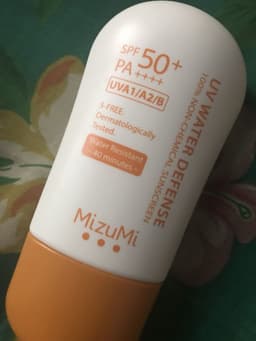 SPF 50+
PA ++++
UVA1/A2/B
5-FREE
Dermatologically
Tested.
Water Resistant
- 40 minutes -
UV WATER DEFENSE
100% NON-CHEMICAL SUNSCREEN
MizuMi